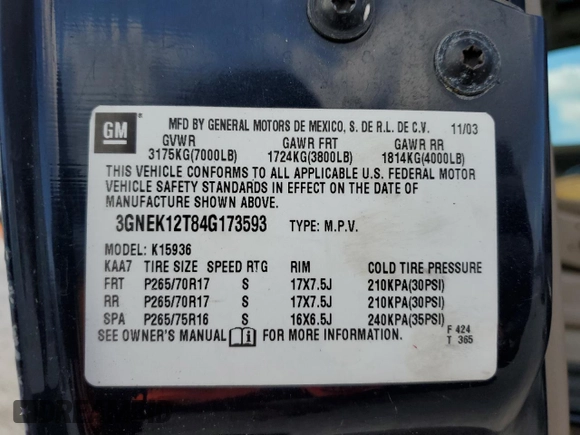 GM
MFD BY GENERAL MOTORS DE MEXICO, S. DE R.L. DE C.V. 11/03
GVWR GAWR FRT GAWR RR
3175KG(7000LB) 1724KG(3800LB) 1814KG(4000LB)
THIS VEHICLE CONFORMS TO ALL APPLICABLE U.S. FEDERAL MOTOR
VEHICLE SAFETY STANDARDS IN EFFECT ON THE DATE OF
MANUFACTURE SHOWN ABOVE.
3GNEK12T84G173593 TYPE: M.P.V.
MODEL: K15936
KAA7 TIRE SIZE SPEED RTG RIM COLD TIRE PRESSURE
FRT P265/70R17 S 17X7.5J 210KPA(30PSI)
RR P265/70R17 S 17X7.5J 210KPA(30PSI)
SPA P265/75R16 S 16X6.5J 240KPA(35PSI)
SEE OWNER'S MANUAL i FOR MORE INFORMATION. F 424
T 365